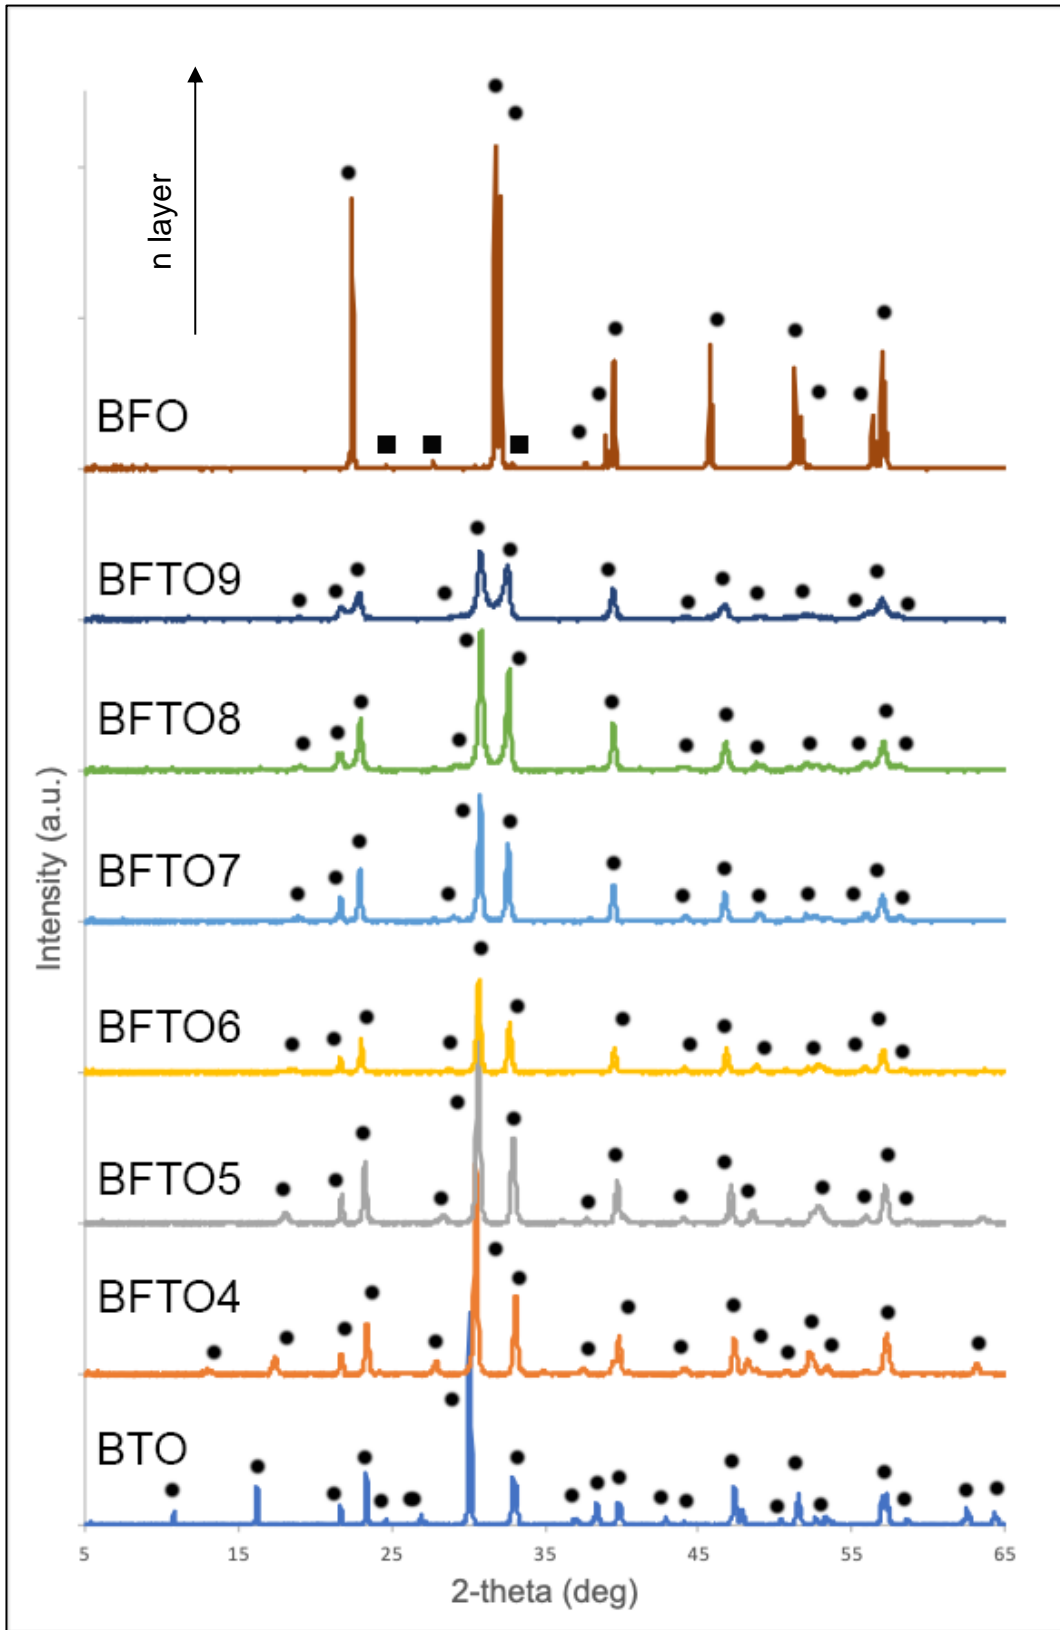 n layer
BFO
BFTO9
BFTO8
BFTO7
BFTO6
BFTO5
BFTO4
BTO
Intensity (a.u.)
5 15 25 35 45 55 65
2-theta (deg)